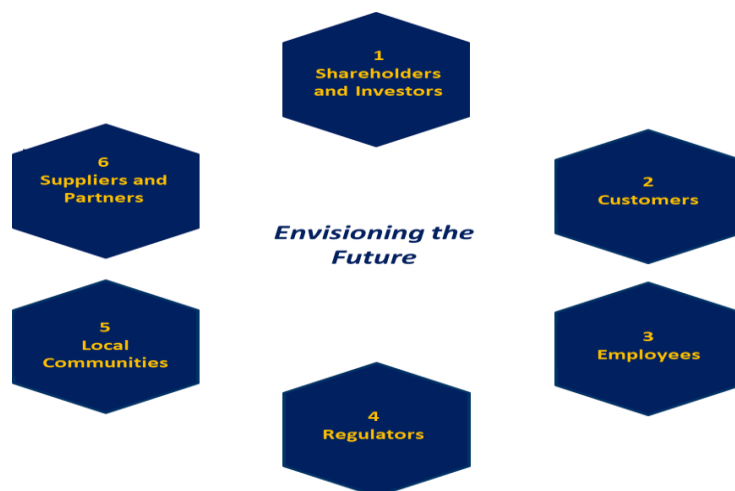 1
Shareholders
and Investors
6
Suppliers and
Partners
2
Customers
Envisioning the
Future
5
Local
Communities
3
Employees
4
Regulators